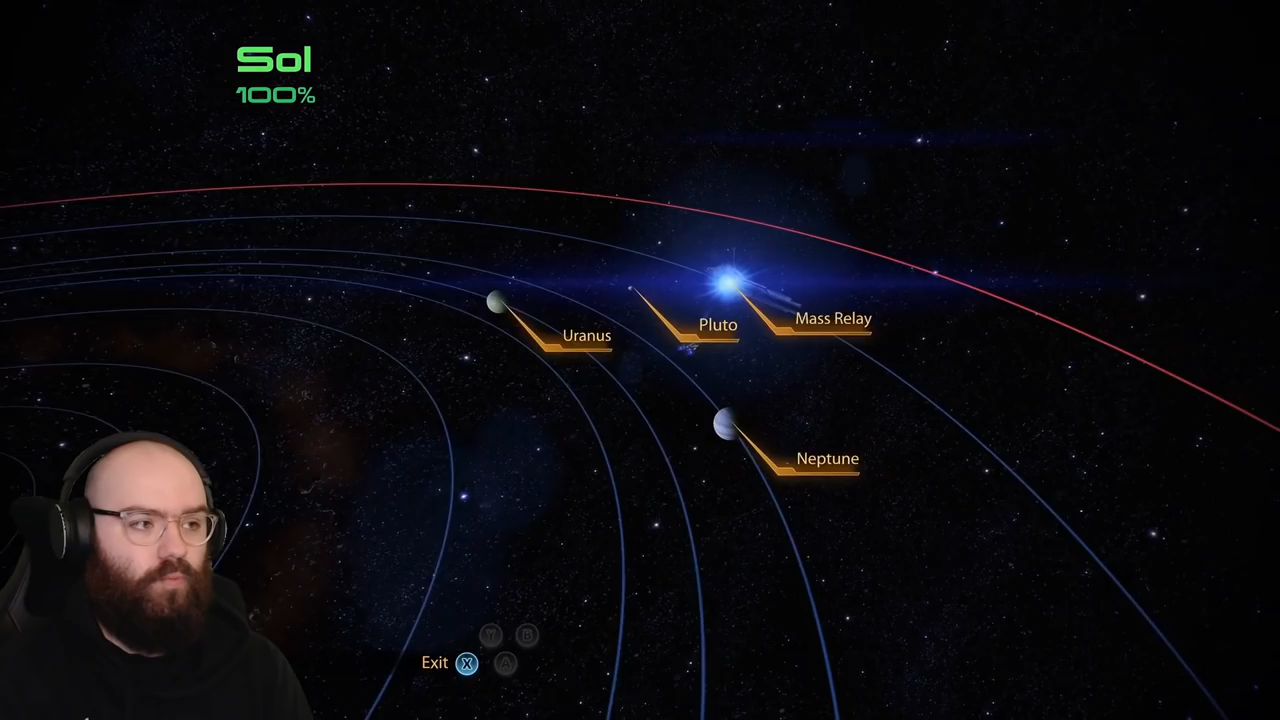 Sol
100%
Mass Relay
Pluto
Uranus
Neptune
Y B
Exit X A